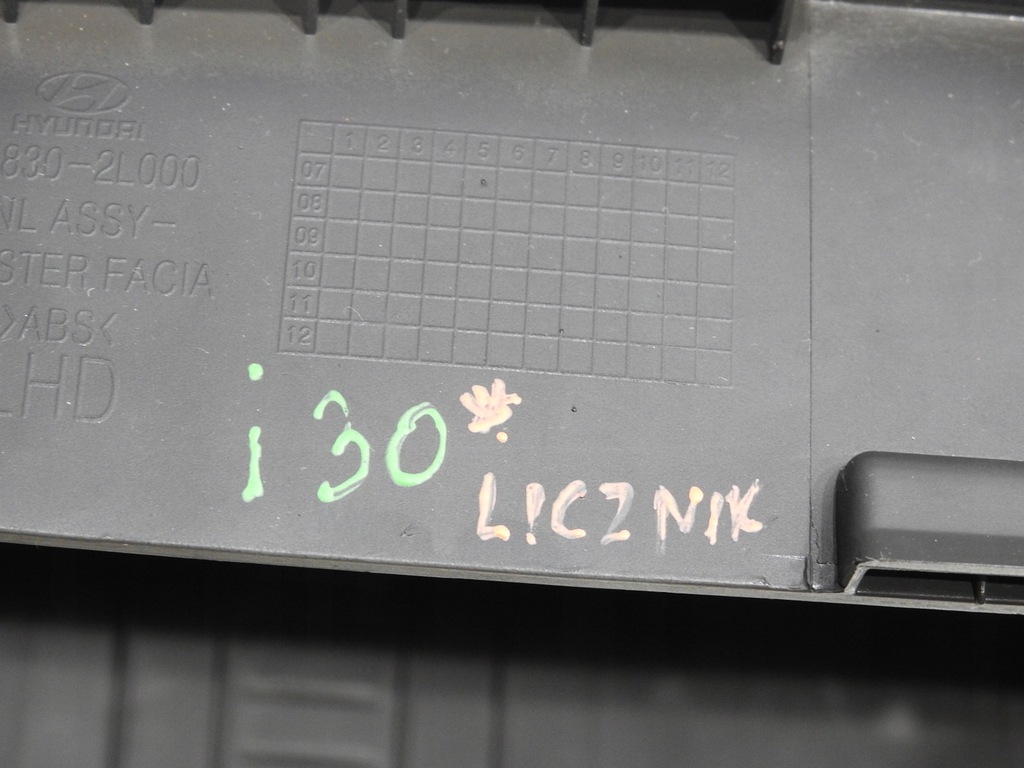 HYUNDAI
830-2L000
NL ASSY-
STER FACIA
>ABS<
LHD
1 2 3 4 5 6 7 8 9 10 11 12
07
08
09
10
11
12
i30*
LICZNIK